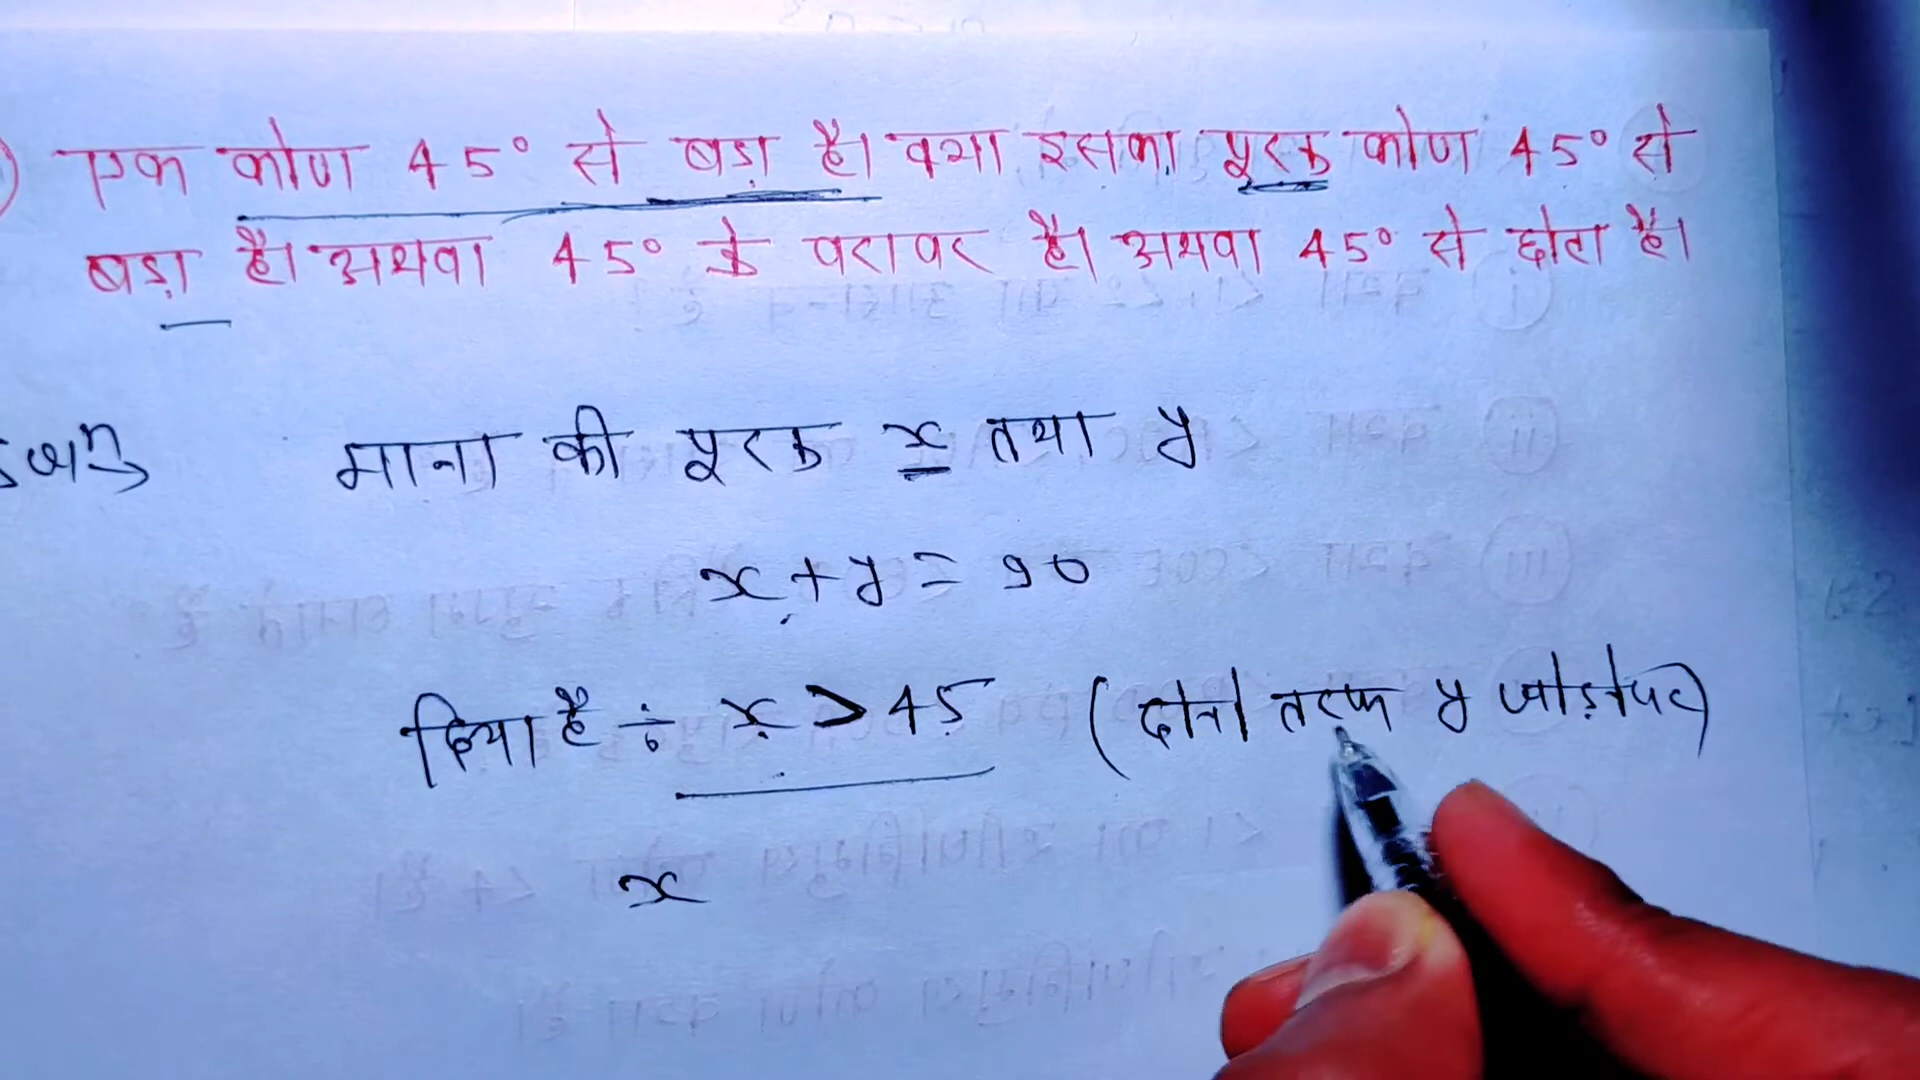 एक कोण 45° से बड़ा है। क्या इसका पूरक कोण 45° से
बड़ा है। अथवा 45° के बराबर है। अथवा 45° से छोटा है।
माना की पूरक x तथा y
x + y = 90
दिया है ÷ x > 45 (दोनो तरफ y जोड़ोपर)
x